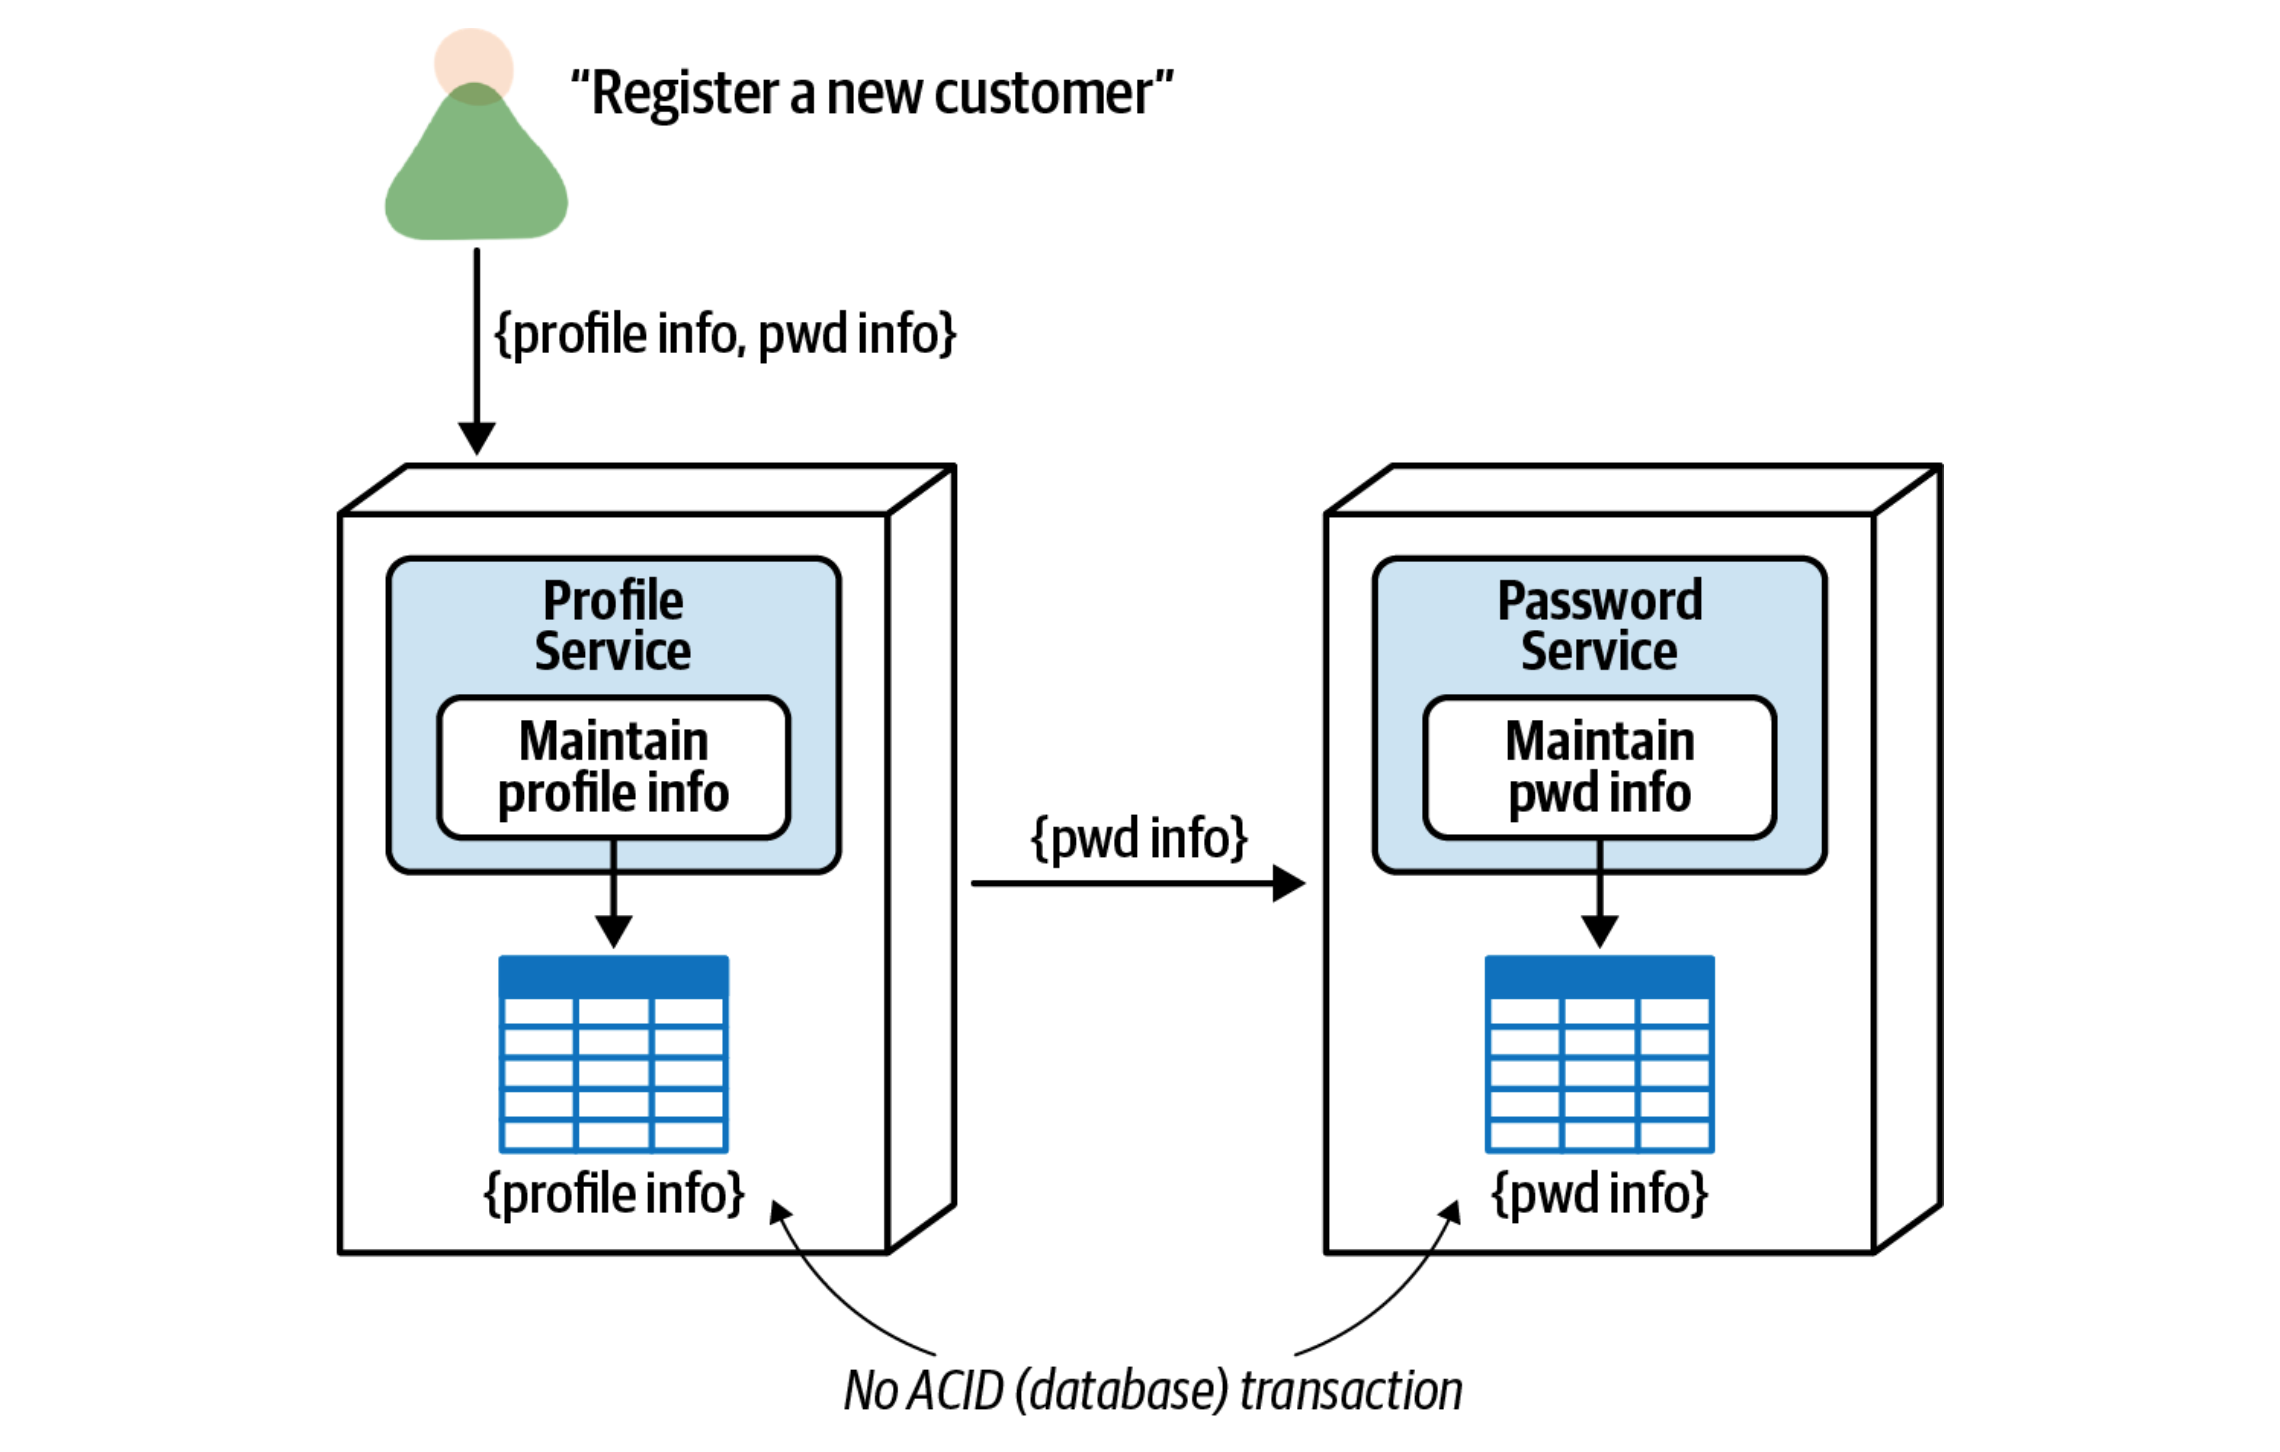 “Register a new customer”
{profile info, pwd info}
Profile
Service
Maintain
profile info
{profile info}
{pwd info}
Password
Service
Maintain
pwd info
{pwd info}
No ACID (database) transaction